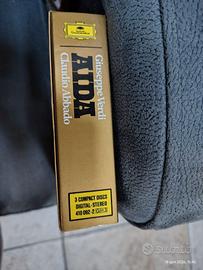 Giuseppe Verdi
AIDA
Claudio Abbado
3 COMPACT DISCS
DIGITAL-STEREO
410 092-2